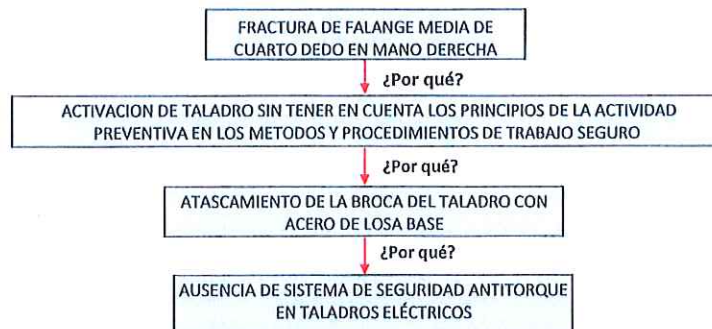 FRACTURA DE FALANGE MEDIA DE
CUARTO DEDO EN MANO DERECHA
¿Por qué?
ACTIVACION DE TALADRO SIN TENER EN CUENTA LOS PRINCIPIOS DE LA ACTIVIDAD
PREVENTIVA EN LOS METODOS Y PROCEDIMIENTOS DE TRABAJO SEGURO
¿Por qué?
ATASCAMIENTO DE LA BROCA DEL TALADRO CON
ACERO DE LOSA BASE
¿Por qué?
AUSENCIA DE SISTEMA DE SEGURIDAD ANTITORQUE
EN TALADROS ELÉCTRICOS